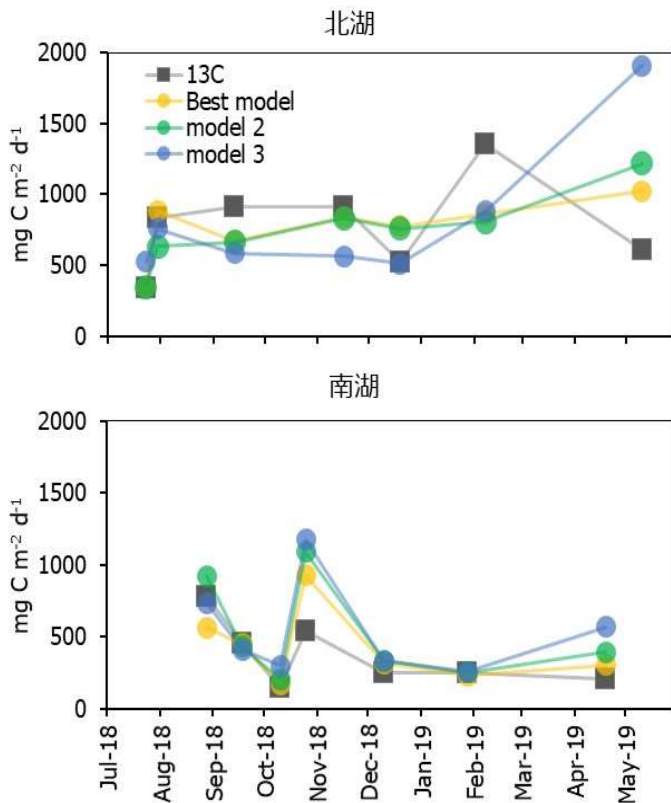 北湖
2000
1500
1000
500
0
mg C m⁻² d⁻¹
13C
Best model
model 2
model 3
南湖
2000
1500
1000
500
0
mg C m⁻² d⁻¹
Jul-18
Aug-18
Sep-18
Oct-18
Nov-18
Dec-18
Jan-19
Feb-19
Mar-19
Apr-19
May-19